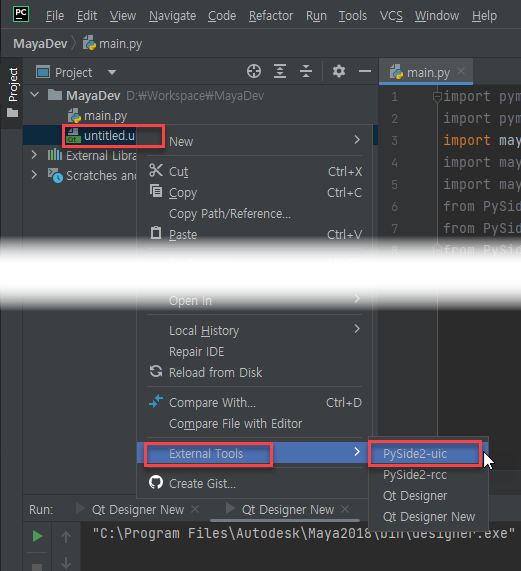 PC File Edit View Navigate Code Refactor Run Tools VCS Window Help
MayaDev main.py
Project
Project
main.py
MayaDev D:₩Workspace₩MayaDev
main.py
untitled.u
External Libra
Scratches and
New
Cut Ctrl+X
Copy Ctrl+C
Copy Path/Reference...
Paste Ctrl+V
Open In
Local History
Repair IDE
Reload from Disk
Compare With... Ctrl+D
Compare File with Editor
External Tools
Create Gist...
PySide2-uic
PySide2-rcc
Qt Designer
Qt Designer New
1 import pym
2 import pym
3 import may
4 import may
5 import may
6 from PySid
7 from PySid
8 from PySid
Run: Qt Designer New Qt Designer New
"C:\Program Files\Autodesk\Maya2018\bin\designer.exe"